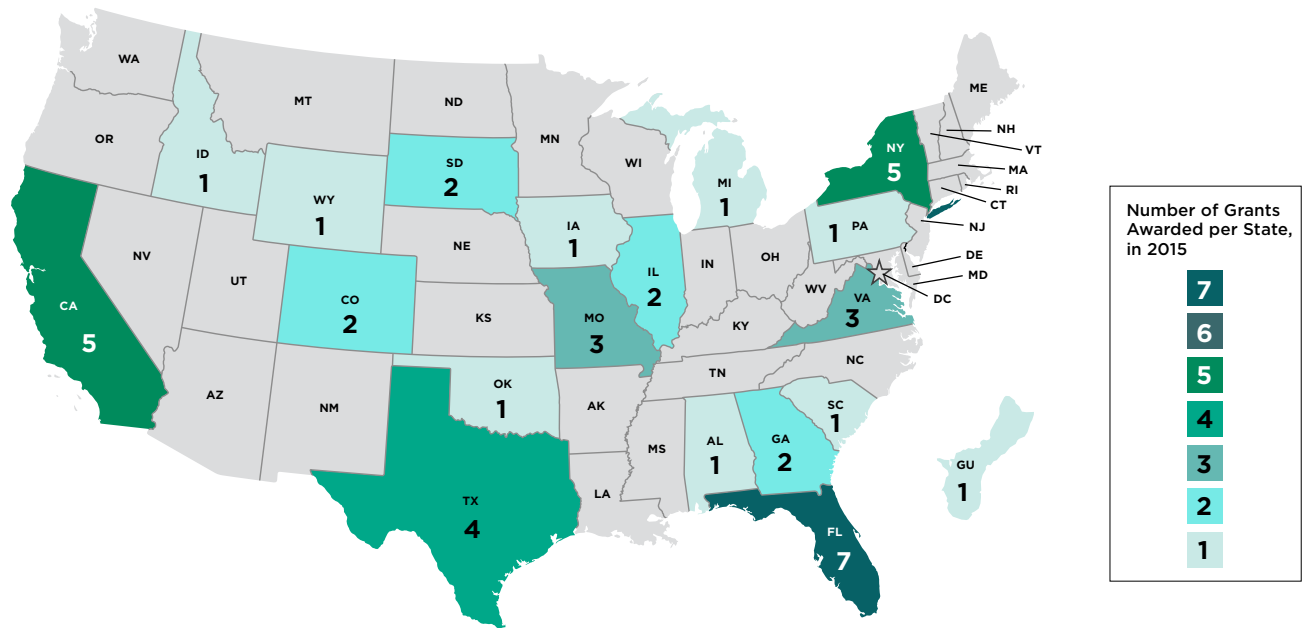 WA
MT
ND
MN
ME
OR
ID
1
SD
2
WI
NY
5
NH
VT
MA
RI
CT
WY
1
MI
1
IA
1
NE
PA
1
NJ
NV
UT
CO
2
IL
2
IN
OH
DE
MD
DC
WV
VA
3
CA
5
KS
MO
3
KY
AZ
NM
OK
1
AK
TN
NC
SC
1
MS
AL
1
GA
2
TX
4
LA
FL
7
GU
1
Number of Grants
Awarded per State,
in 2015
7
6
5
4
3
2
1